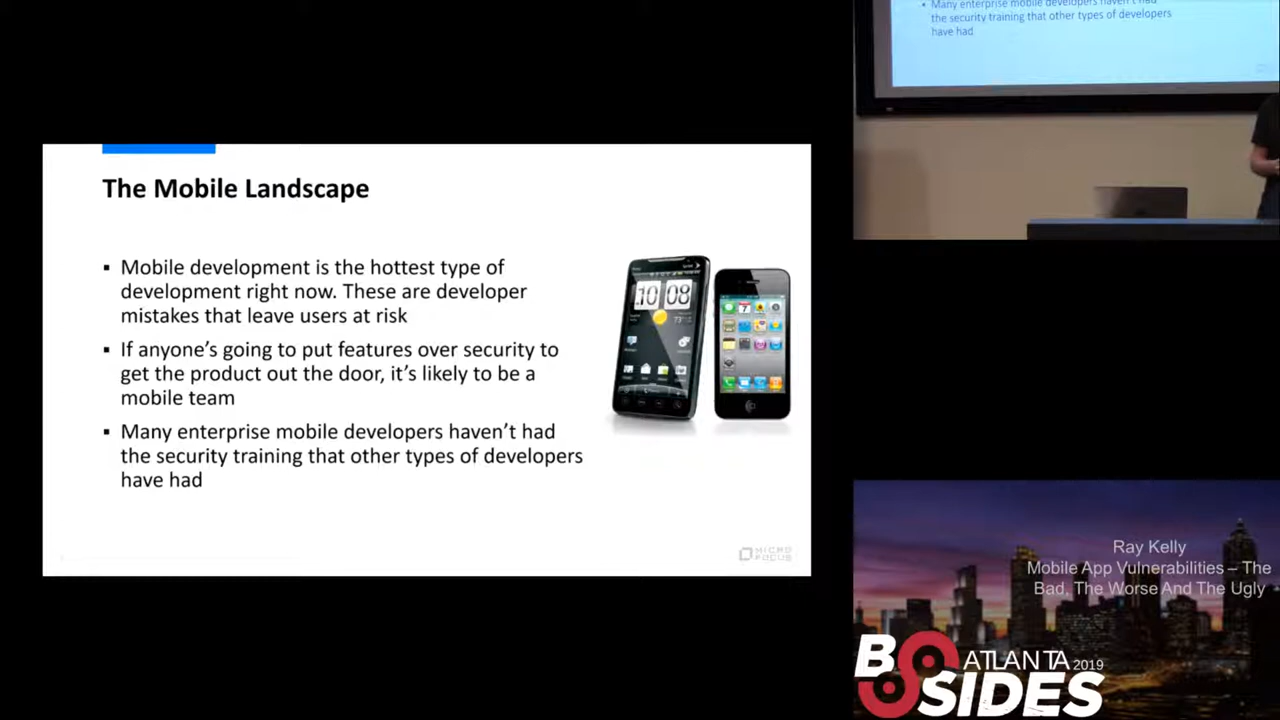 The Mobile Landscape
▪ Mobile development is the hottest type of
development right now. These are developer
mistakes that leave users at risk
▪ If anyone’s going to put features over security to
get the product out the door, it’s likely to be a
mobile team
▪ Many enterprise mobile developers haven’t had
the security training that other types of developers
have had
10 08
MICRO
FOCUS
• Many enterprise mobile developers haven't had
the security training that other types of developers
have had
Ray Kelly
Mobile App Vulnerabilities – The
Bad, The Worse And The Ugly
BSIDES ATLANTA 2019